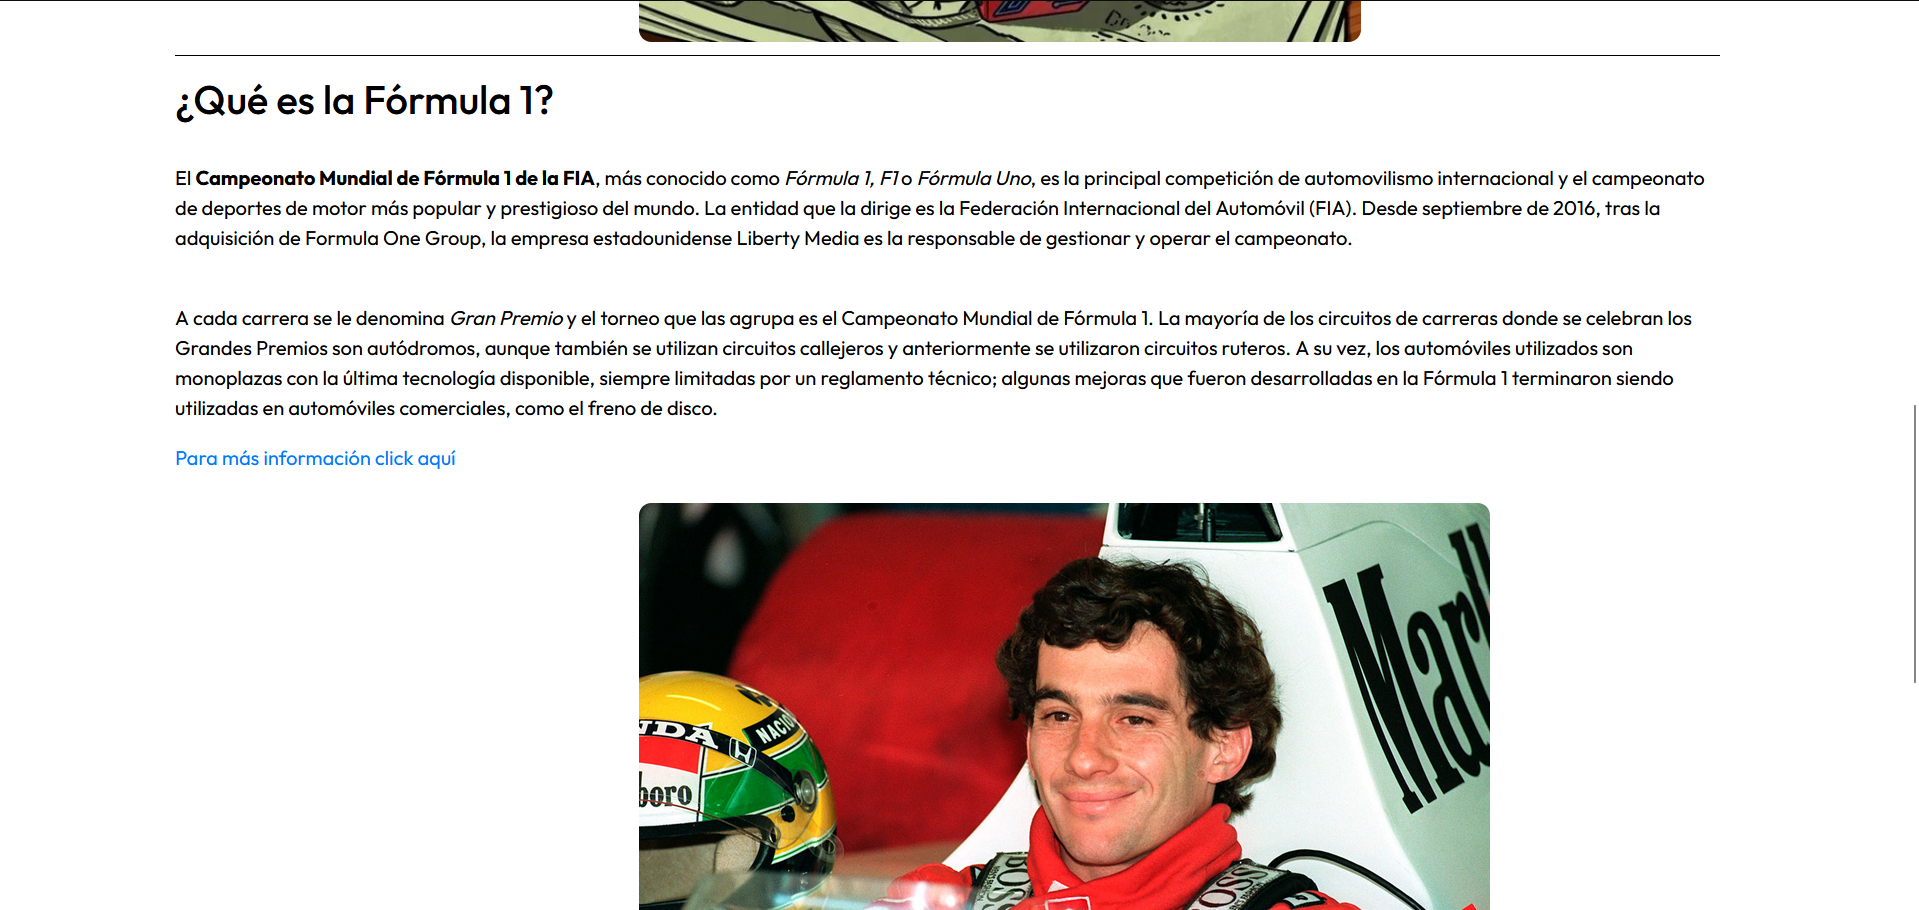 ¿Qué es la Fórmula 1?
El Campeonato Mundial de Fórmula 1 de la FIA, más conocido como Fórmula 1, F1 o Fórmula Uno, es la principal competición de automovilismo internacional y el campeonato
de deportes de motor más popular y prestigioso del mundo. La entidad que la dirige es la Federación Internacional del Automóvil (FIA). Desde septiembre de 2016, tras la
adquisición de Formula One Group, la empresa estadounidense Liberty Media es la responsable de gestionar y operar el campeonato.
A cada carrera se le denomina Gran Premio y el torneo que las agrupa es el Campeonato Mundial de Fórmula 1. La mayoría de los circuitos de carreras donde se celebran los
Grandes Premios son autódromos, aunque también se utilizan circuitos callejeros y anteriormente se utilizaron circuitos ruteros. A su vez, los automóviles utilizados son
monoplazas con la última tecnología disponible, siempre limitadas por un reglamento técnico; algunas mejoras que fueron desarrolladas en la Fórmula 1 terminaron siendo
utilizadas en automóviles comerciales, como el freno de disco.
Para más información click aquí
Marl
NDA
NACIO
boro
BOSS
BOSS